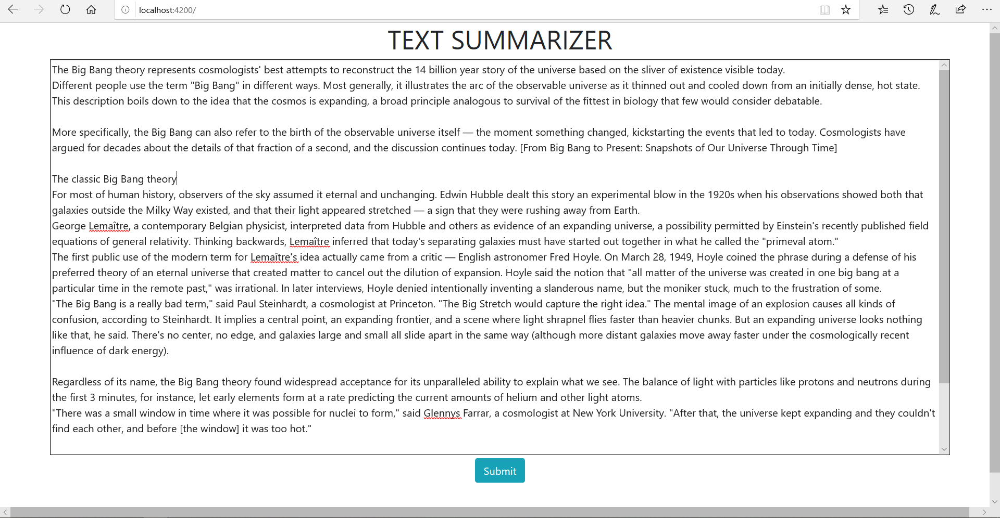 localhost:4200/
TEXT SUMMARIZER
The Big Bang theory represents cosmologists' best attempts to reconstruct the 14 billion year story of the universe based on the sliver of existence visible today.
Different people use the term "Big Bang" in different ways. Most generally, it illustrates the arc of the observable universe as it thinned out and cooled down from an initially dense, hot state.
This description boils down to the idea that the cosmos is expanding, a broad principle analogous to survival of the fittest in biology that few would consider debatable.
More specifically, the Big Bang can also refer to the birth of the observable universe itself — the moment something changed, kickstarting the events that led to today. Cosmologists have
argued for decades about the details of that fraction of a second, and the discussion continues today. [From Big Bang to Present: Snapshots of Our Universe Through Time]
The classic Big Bang theory
For most of human history, observers of the sky assumed it eternal and unchanging. Edwin Hubble dealt this story an experimental blow in the 1920s when his observations showed both that
galaxies outside the Milky Way existed, and that their light appeared stretched — a sign that they were rushing away from Earth.
George Lemaître, a contemporary Belgian physicist, interpreted data from Hubble and others as evidence of an expanding universe, a possibility permitted by Einstein's recently published field
equations of general relativity. Thinking backwards, Lemaître inferred that today's separating galaxies must have started out together in what he called the "primeval atom."
The first public use of the modern term for Lemaître's idea actually came from a critic — English astronomer Fred Hoyle. On March 28, 1949, Hoyle coined the phrase during a defense of his
preferred theory of an eternal universe that created matter to cancel out the dilution of expansion. Hoyle said the notion that "all matter of the universe was created in one big bang at a
particular time in the remote past," was irrational. In later interviews, Hoyle denied intentionally inventing a slanderous name, but the moniker stuck, much to the frustration of some.
"The Big Bang is a really bad term," said Paul Steinhardt, a cosmologist at Princeton. "The Big Stretch would capture the right idea." The mental image of an explosion causes all kinds of
confusion, according to Steinhardt. It implies a central point, an expanding frontier, and a scene where light shrapnel flies faster than heavier chunks. But an expanding universe looks nothing
like that, he said. There's no center, no edge, and galaxies large and small all slide apart in the same way (although more distant galaxies move away faster under the cosmologically recent
influence of dark energy).
Regardless of its name, the Big Bang theory found widespread acceptance for its unparalleled ability to explain what we see. The balance of light with particles like protons and neutrons during
the first 3 minutes, for instance, let early elements form at a rate predicting the current amounts of helium and other light atoms.
"There was a small window in time where it was possible for nuclei to form," said Glennys Farrar, a cosmologist at New York University. "After that, the universe kept expanding and they couldn't
find each other, and before [the window] it was too hot."
Submit